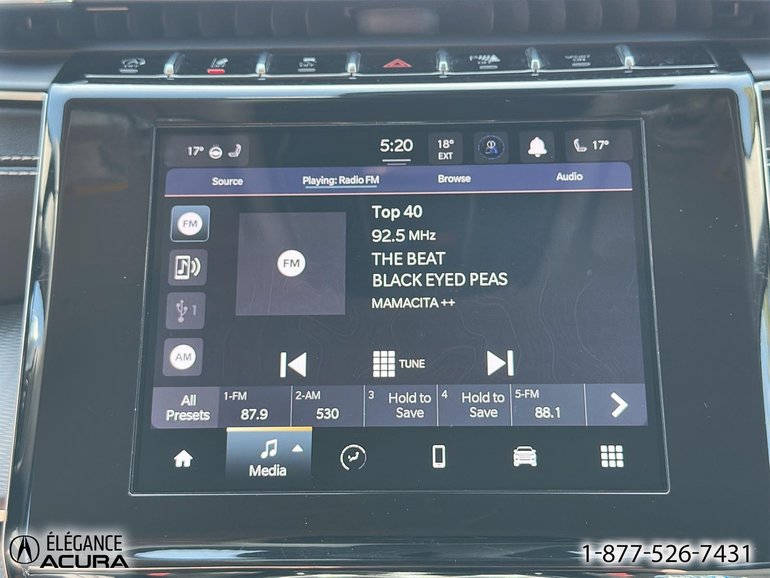 17°
5:20
18°
EXT
17°
Source
Playing: Radio FM
Browse
Audio
FM
Top 40
92.5 MHz
FM
THE BEAT
BLACK EYED PEAS
MAMACITA ++
1
AM
TUNE
All
Presets
1-FM
87.9
2-AM
530
3
Hold to
Save
4
Hold to
Save
5-FM
88.1
Media
ÉLÉGANCE
ACURA
1-877-526-7431